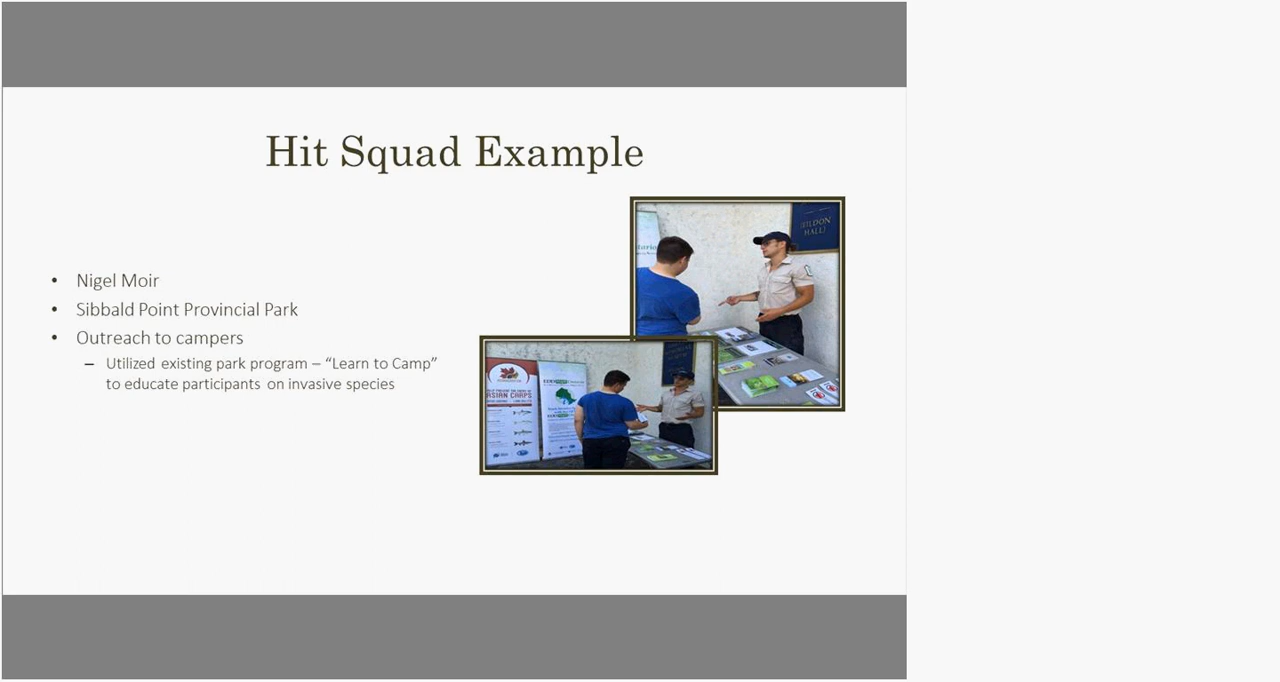 Hit Squad Example
• Nigel Moir
• Sibbald Point Provincial Park
• Outreach to campers
– Utilized existing park program – “Learn to Camp”
to educate participants on invasive species
HALL
ASIAN CARPS